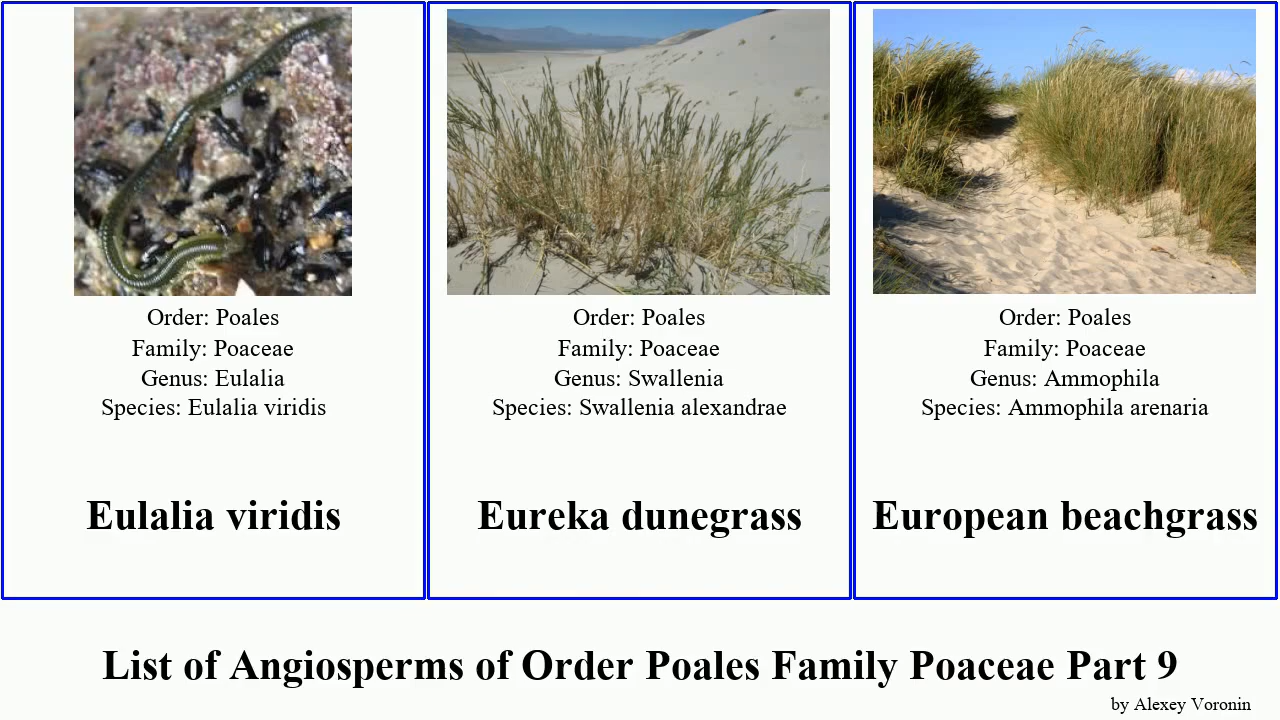 Order: Poales
Family: Poaceae
Genus: Eulalia
Species: Eulalia viridis
Eulalia viridis
Order: Poales
Family: Poaceae
Genus: Swallenia
Species: Swallenia alexandrae
Eureka dunegrass
Order: Poales
Family: Poaceae
Genus: Ammophila
Species: Ammophila arenaria
European beachgrass
List of Angiosperms of Order Poales Family Poaceae Part 9
by Alexey Voronin